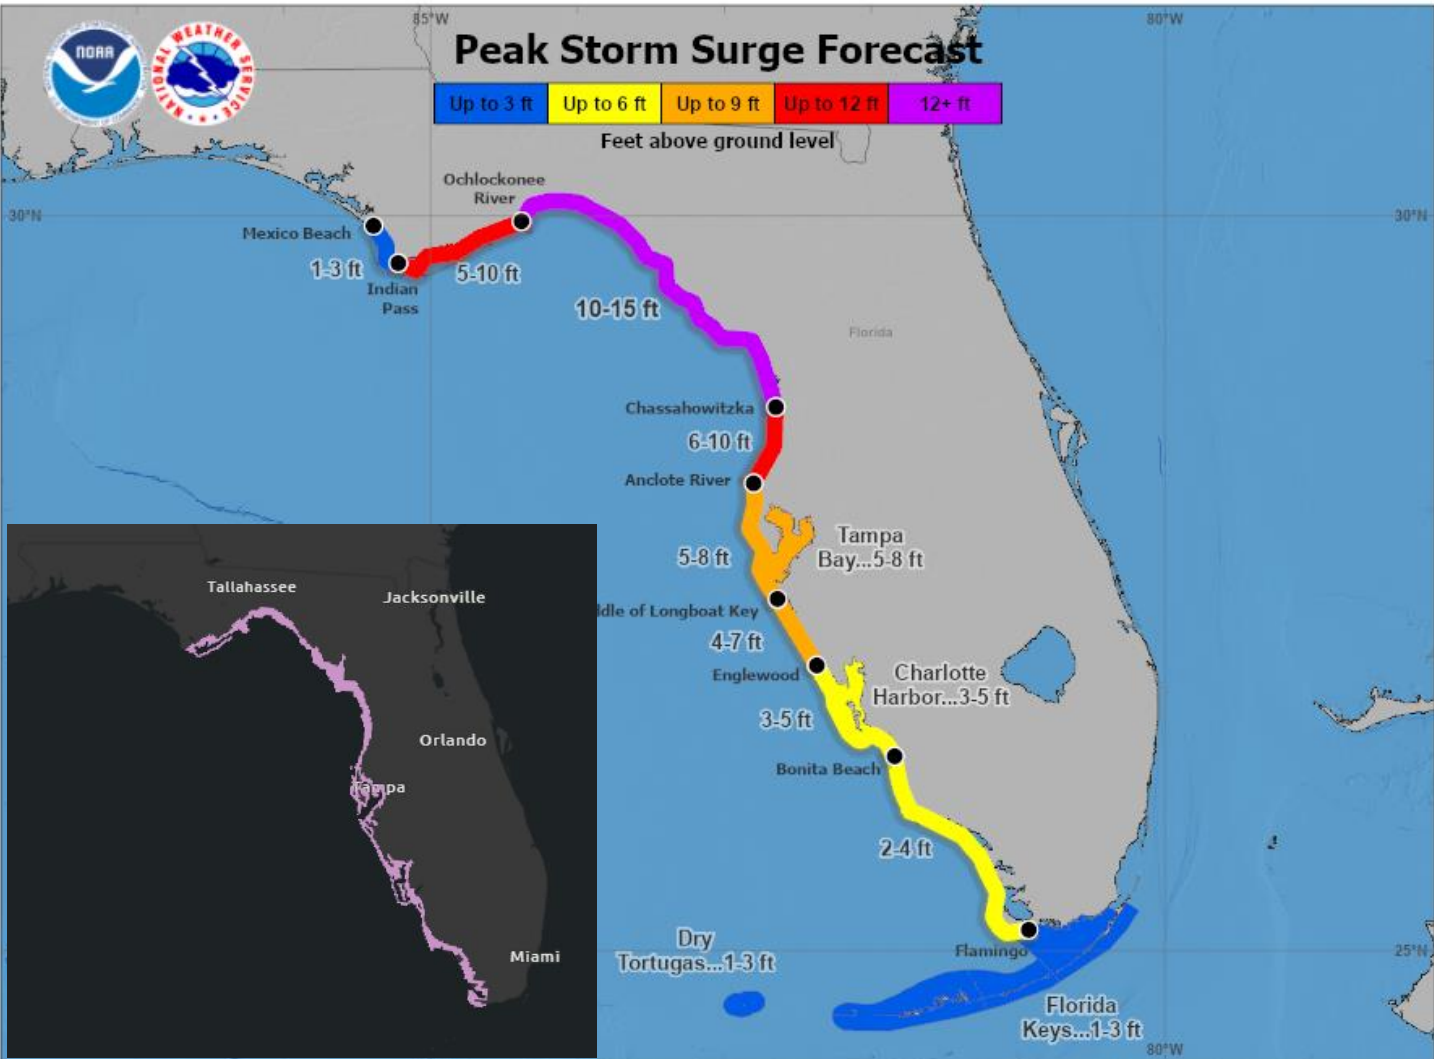 85°W
80°W
NOAA
NATIONAL WEATHER SERVICE
Peak Storm Surge Forecast
Up to 3 ft
Up to 6 ft
Up to 9 ft
Up to 12 ft
12+ ft
Feet above ground level
Ochlockonee
River
30°N
30°N
Mexico Beach
1-3 ft
5-10 ft
Indian
Pass
10-15 ft
Florida
Chassahowitzka
6-10 ft
Anclote River
Tampa
Bay...5-8 ft
5-8 ft
ddle of Longboat Key
4-7 ft
Englewood
Charlotte
Harbor...3-5 ft
3-5 ft
Bonita Beach
2-4 ft
Dry
Tortugas...1-3 ft
Flamingo
25°N
Florida
Keys...1-3 ft
80°W
Tallahassee
Jacksonville
Orlando
Tampa
Miami